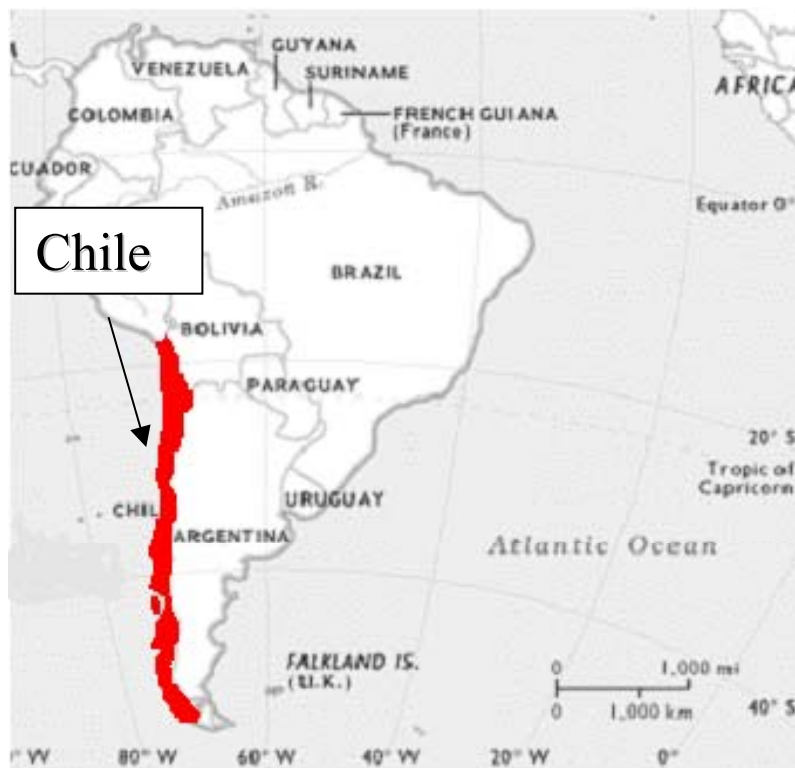 GUYANA
VENEZUELA
SURINAME
AFRICA
COLOMBIA
FRENCH GUIANA
(France)
CUADOR
Amazon R.
Equator 0°
Chile
BRAZIL
BOLIVIA
PARAGUAY
20° S
Tropic of
Capricorn
URUGUAY
CHIL
ARGENTINA
Atlantic Ocean
FALKLAND IS.
(U.K.)
0 1,000 mi
0 1,000 km
40° S
° W 80° W 60° W 40° W 20° W 0°